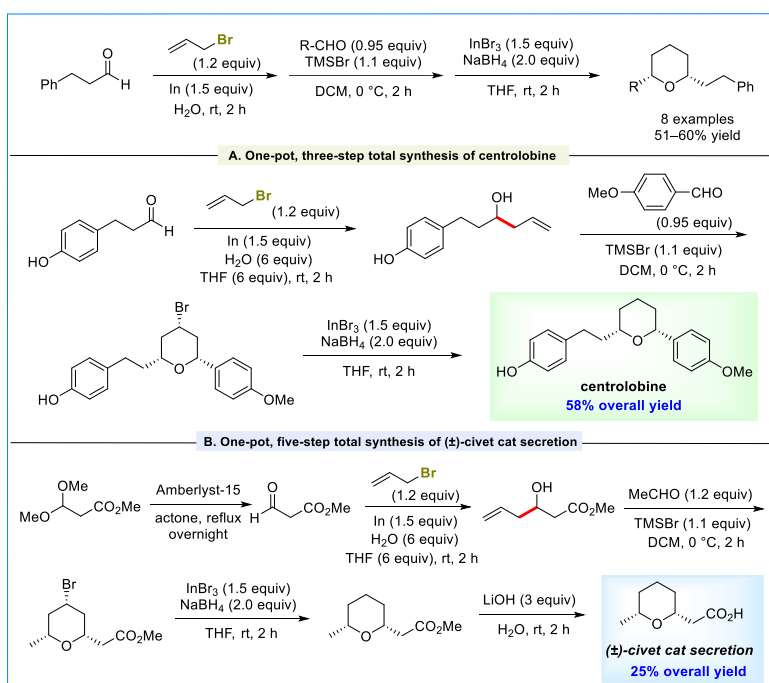 Br
O
R-CHO (0.95 equiv)
InBr3 (1.5 equiv)
(1.2 equiv)
TMSBr (1.1 equiv)
NaBH4 (2.0 equiv)
Ph
H
In (1.5 equiv)
DCM, 0 °C, 2 h
THF, rt, 2 h
R
O
Ph
H2O, rt, 2 h
8 examples
51–60% yield
A. One-pot, three-step total synthesis of centrolobine
Br
OH
MeO
CHO
O
(1.2 equiv)
(0.95 equiv)
H
In (1.5 equiv)
TMSBr (1.1 equiv)
HO
H2O (6 equiv)
HO
DCM, 0 °C, 2 h
THF (6 equiv), rt, 2 h
Br
InBr3 (1.5 equiv)
NaBH4 (2.0 equiv)
O
O
THF, rt, 2 h
HO
OMe
HO
OMe
centrolobine
58% overall yield
B. One-pot, five-step total synthesis of (±)-civet cat secretion
Br
OMe
Amberlyst-15
O
(1.2 equiv)
OH
MeCHO (1.2 equiv)
MeO
CO2Me
actone, reflux
H
CO2Me
In (1.5 equiv)
CO2Me
TMSBr (1.1 equiv)
overnight
H2O (6 equiv)
DCM, 0 °C, 2 h
THF (6 equiv), rt, 2 h
Br
InBr3 (1.5 equiv)
NaBH4 (2.0 equiv)
LiOH (3 equiv)
O
CO2Me
THF, rt, 2 h
O
CO2Me
H2O, rt, 2 h
O
CO2H
(±)-civet cat secretion
25% overall yield